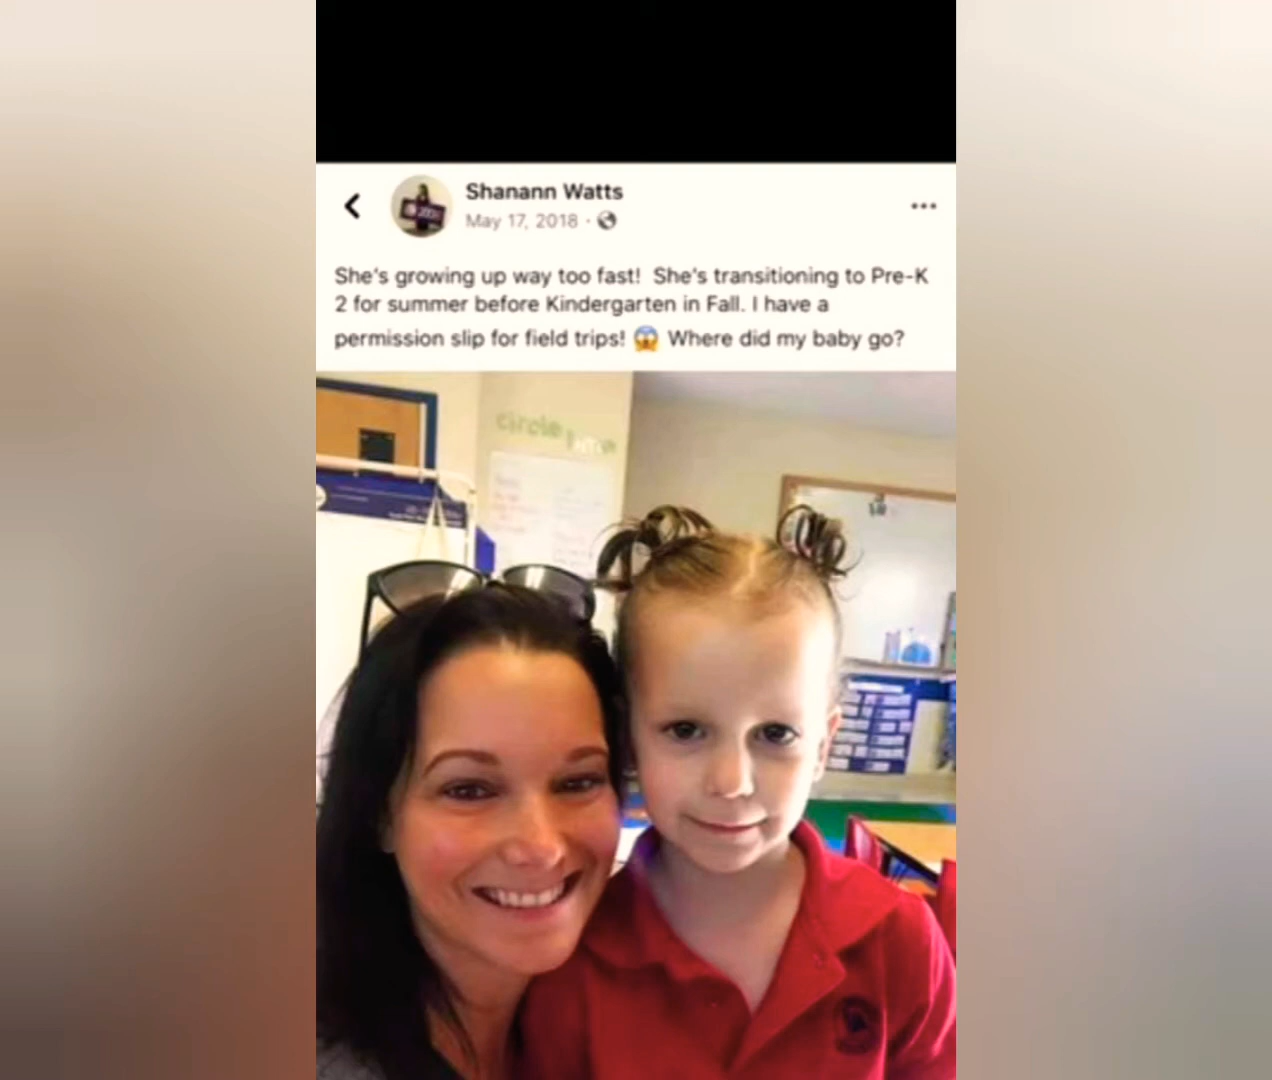 Shanann Watts
May 17, 2018
She's growing up way too fast! She's transitioning to Pre-K
2 for summer before Kindergarten in Fall. I have a
permission slip for field trips! 😱 Where did my baby go?
circle time